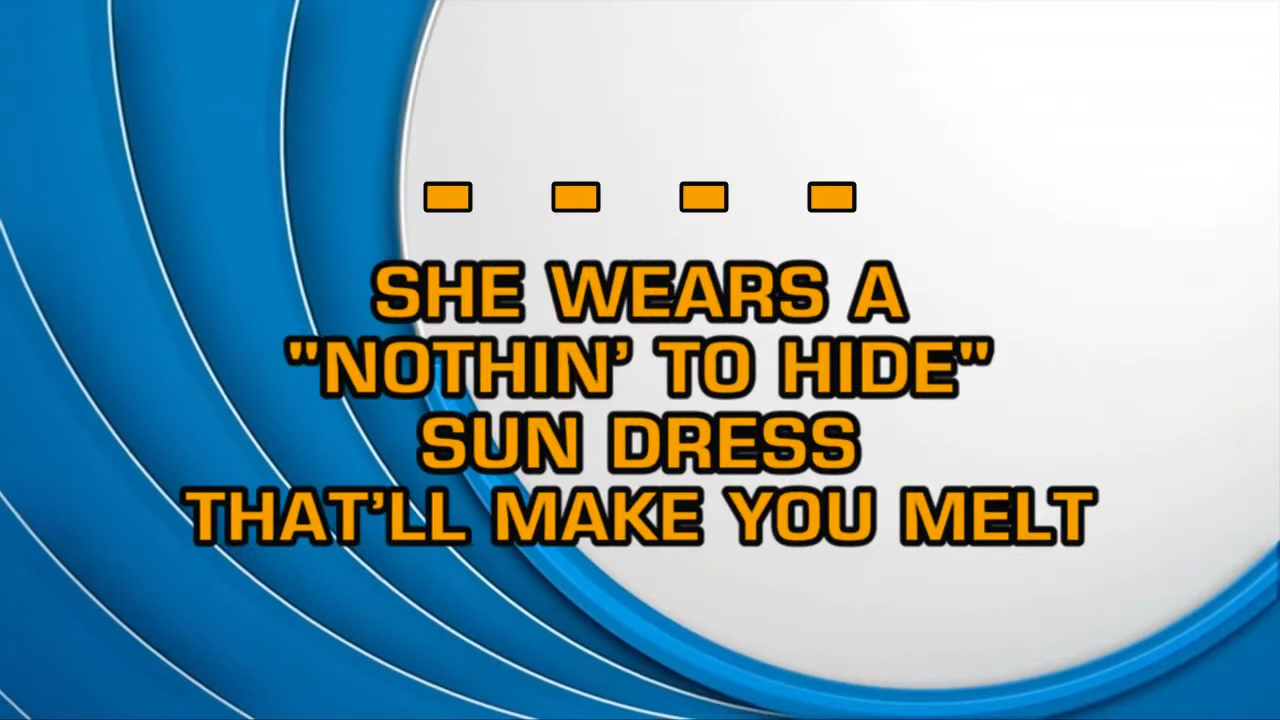 SHE WEARS A
"NOTHIN’ TO HIDE"
SUN DRESS
THAT’LL MAKE YOU MELT